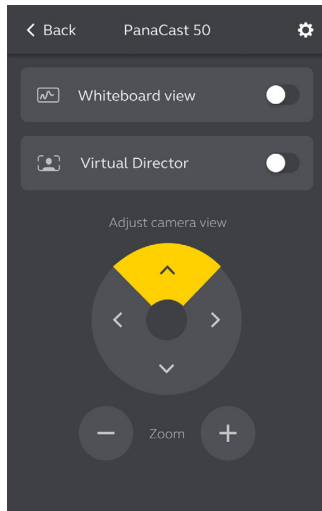 Back PanaCast 50
Whiteboard view
Virtual Director
Adjust camera view
Zoom